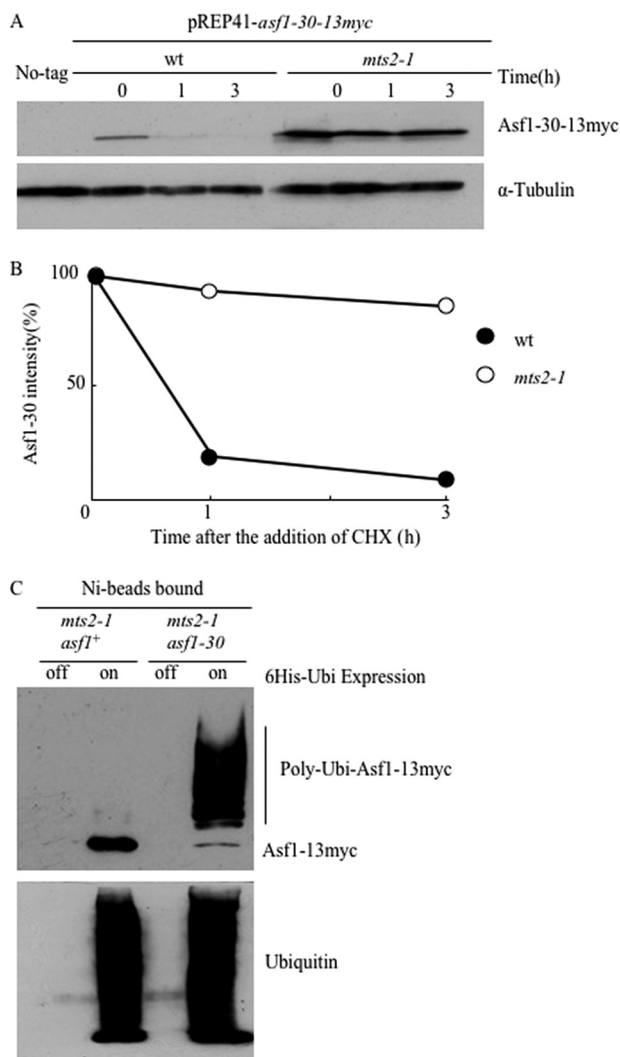 A
pREP41-asf1-30-13myc
No-tag wt mts2-1 Time(h)
0 1 3 0 1 3
Asf1-30-13myc
α-Tubulin
B
100
50
Asf1-30 intensity(%)
wt
mts2-1
0 1 3
Time after the addition of CHX (h)
C
Ni-beads bound
mts2-1 mts2-1
asf1+ asf1-30
off on off on 6His-Ubi Expression
Poly-Ubi-Asf1-13myc
Asf1-13myc
Ubiquitin